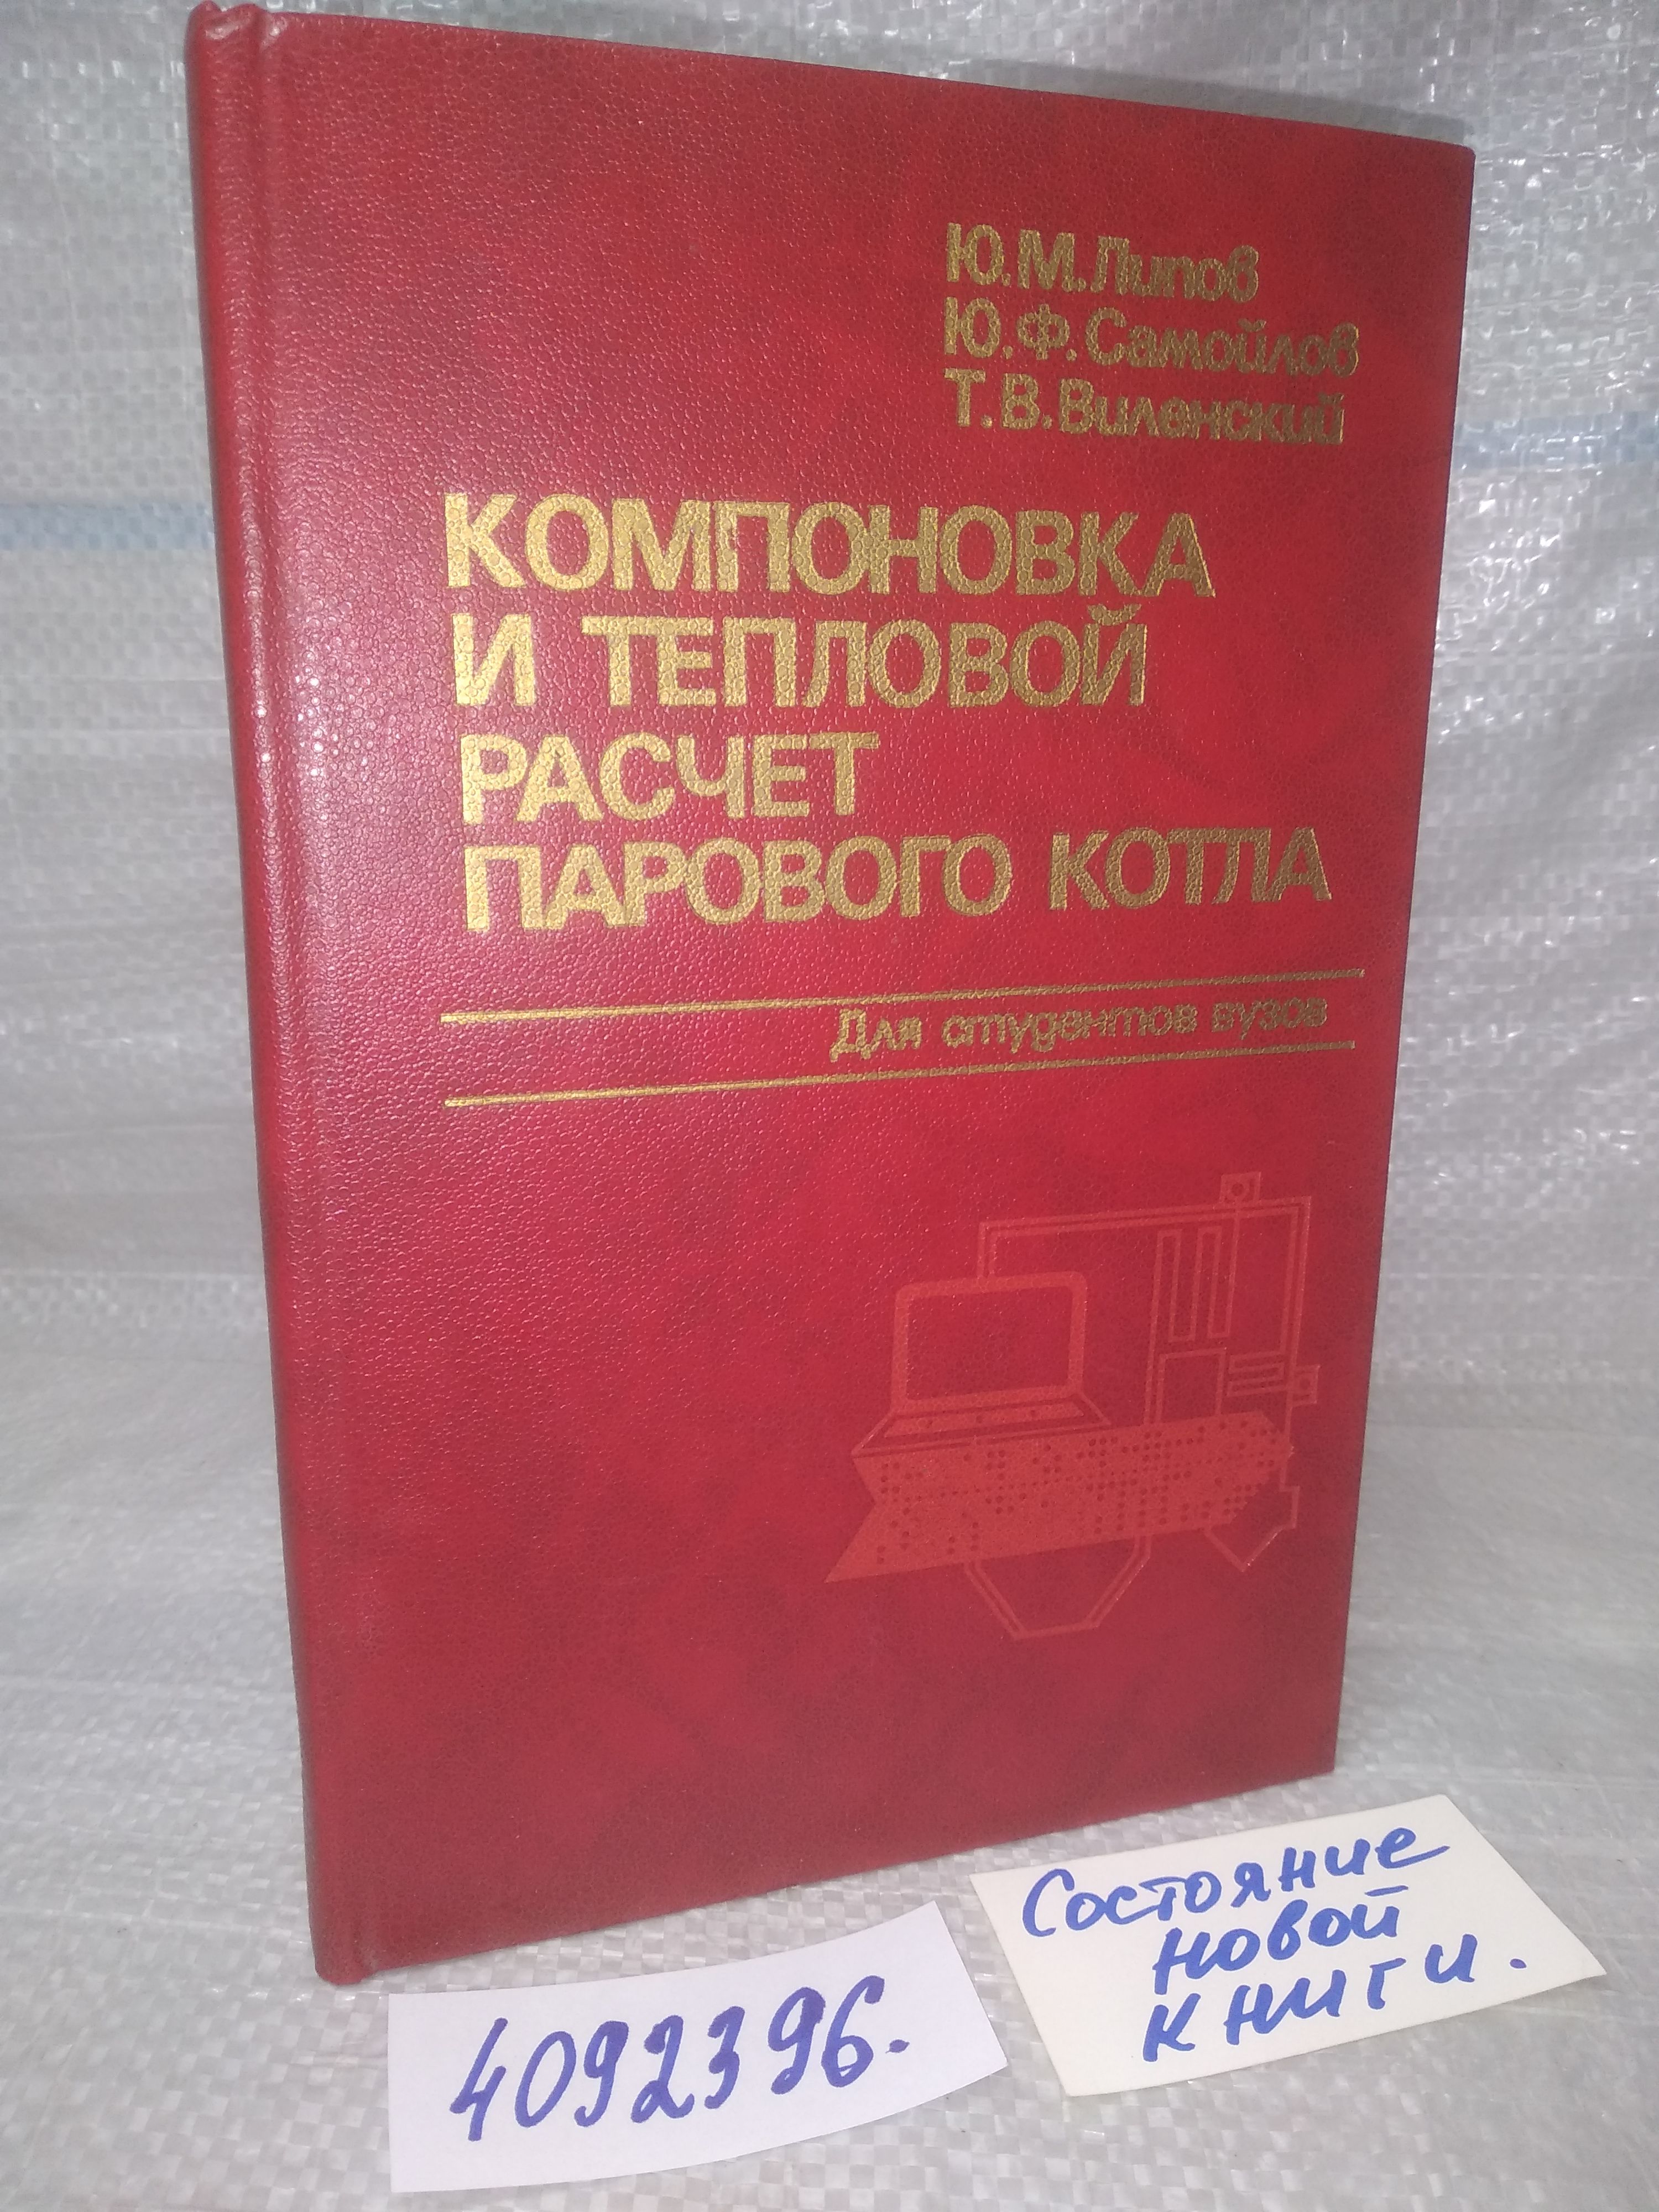 Ю.М.Липов
Ю.Ф.Самойлов
Т.В.Виленский
КОМПОНОВКА
И ТЕПЛОВОЙ
РАСЧЕТ
ПАРОВОГО КОТЛА
Для студентов вузов
4092396.
Состояние
новой
книги.